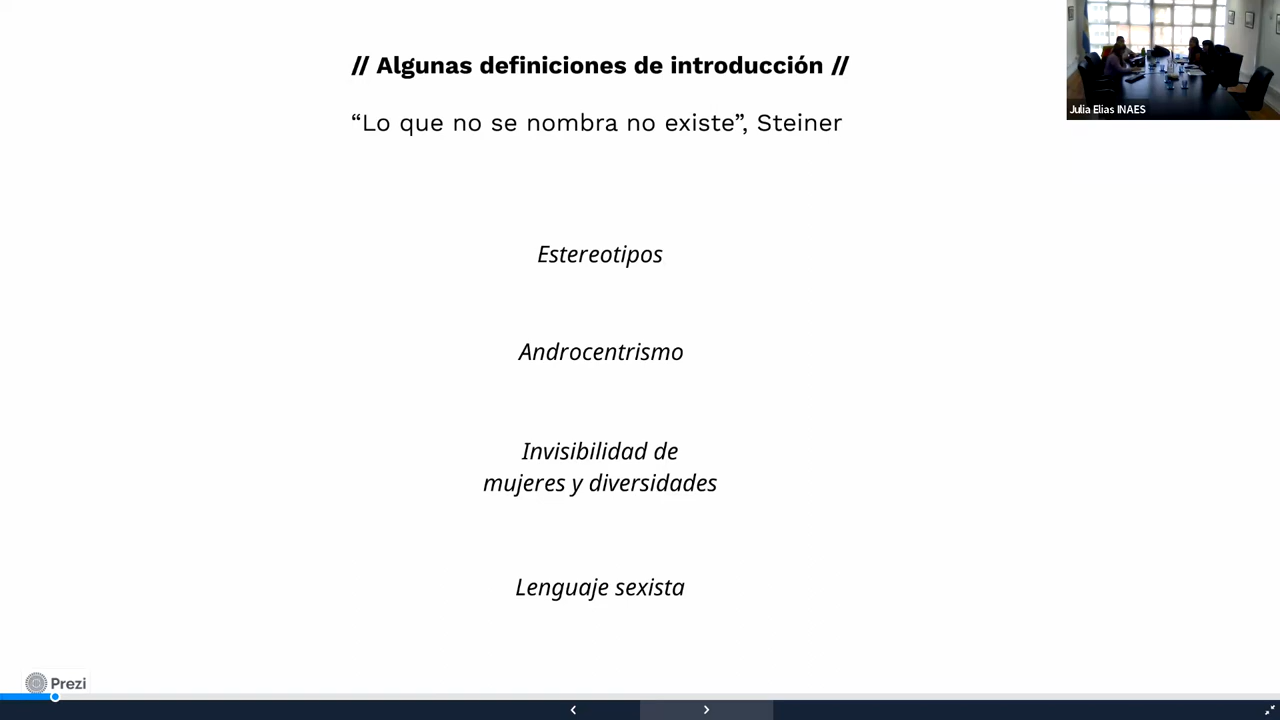 // Algunas definiciones de introducción //
“Lo que no se nombra no existe”, Steiner
Julia Elias INAES
Estereotipos
Androcentrismo
Invisibilidad de
mujeres y diversidades
Lenguaje sexista
Prezi